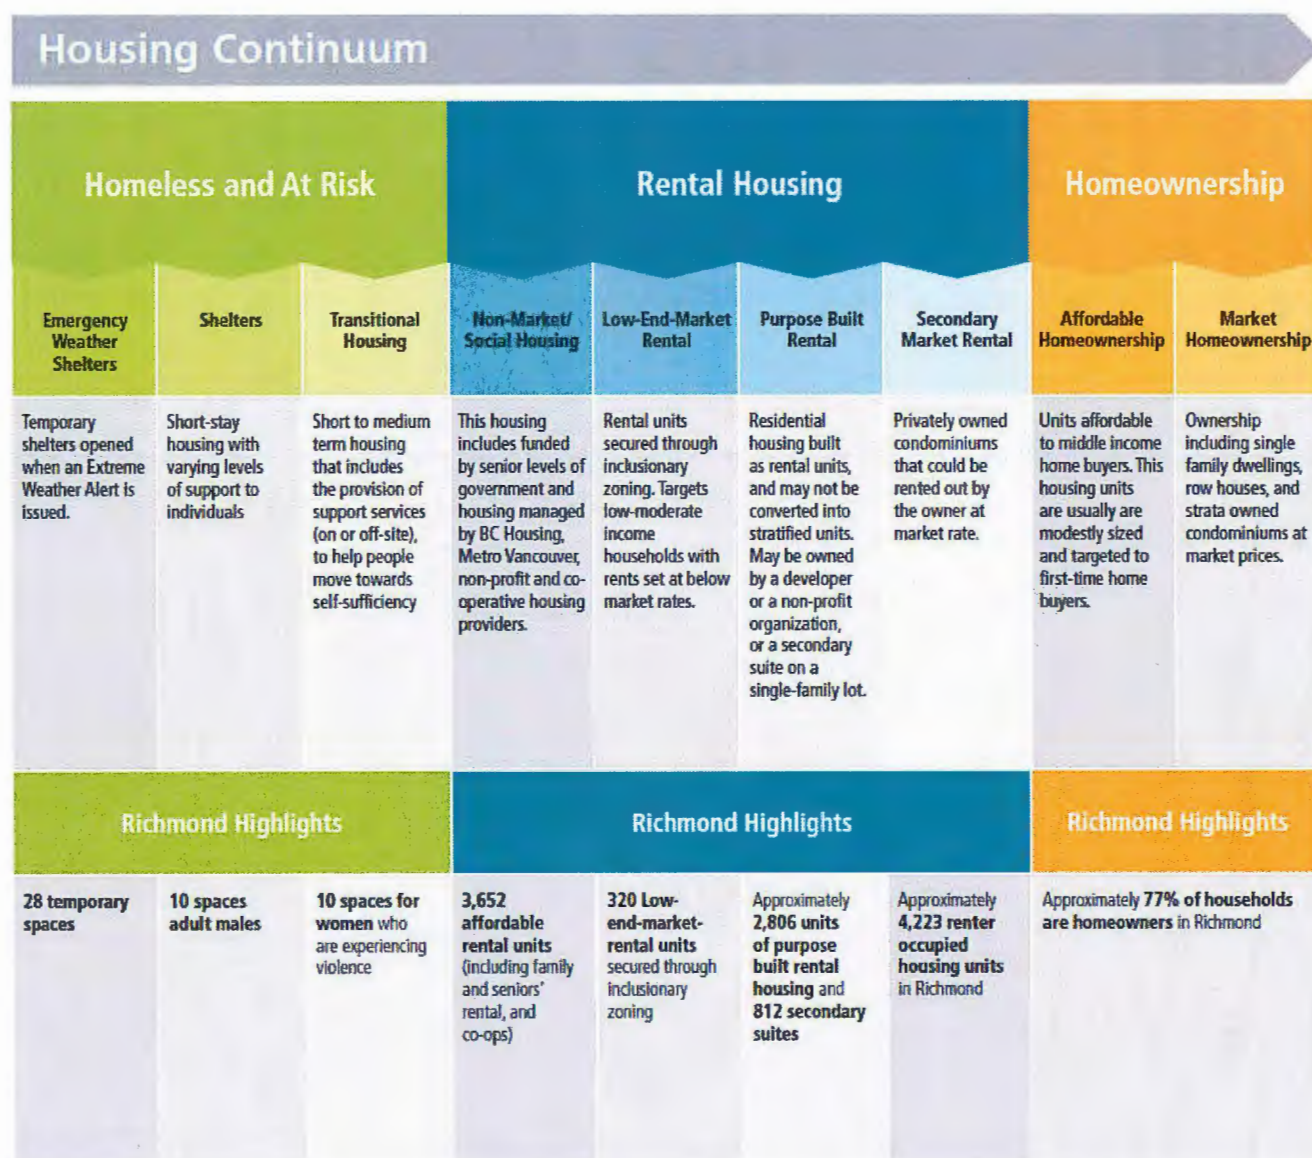 Housing Continuum
Homeless and At Risk
Rental Housing
Homeownership
Emergency
Weather
Shelters
Shelters
Transitional
Housing
Non-Market/
Social Housing
Low-End-Market
Rental
Purpose Built
Rental
Secondary
Market Rental
Affordable
Homeownership
Market
Homeownership
Temporary
shelters opened
when an Extreme
Weather Alert is
issued.
Short-stay
housing with
varying levels
of support to
individuals
Short to medium
term housing
that includes
the provision of
support services
(on or off-site),
to help people
move towards
self-sufficiency
This housing
includes funded
by senior levels of
government and
housing managed
by BC Housing,
Metro Vancouver,
non-profit and co-
operative housing
providers.
Rental units
secured through
inclusionary
zoning. Targets
low-moderate
income
households with
rents set at below
market rates.
Residential
housing built
as rental units,
and may not be
converted into
stratified units.
May be owned
by a developer
or a non-profit
organization,
or a secondary
suite on a
single-family lot.
Privately owned
condominiums
that could be
rented out by
the owner at
market rate.
Units affordable
to middle income
home buyers. This
housing units
are usually are
modestly sized
and targeted to
first-time home
buyers.
Ownership
including single
family dwellings,
row houses, and
strata owned
condominiums at
market prices.
Richmond Highlights
Richmond Highlights
Richmond Highlights
28 temporary
spaces
10 spaces
adult males
10 spaces for
women who
are experiencing
violence
3,652
affordable
rental units
(including family
and seniors'
rental, and
co-ops)
320 Low-
end-market-
rental units
secured through
inclusionary
zoning
Approximately
2,806 units
of purpose
built rental
housing and
812 secondary
suites
Approximately
4,223 renter
occupied
housing units
in Richmond
Approximately 77% of households
are homeowners in Richmond